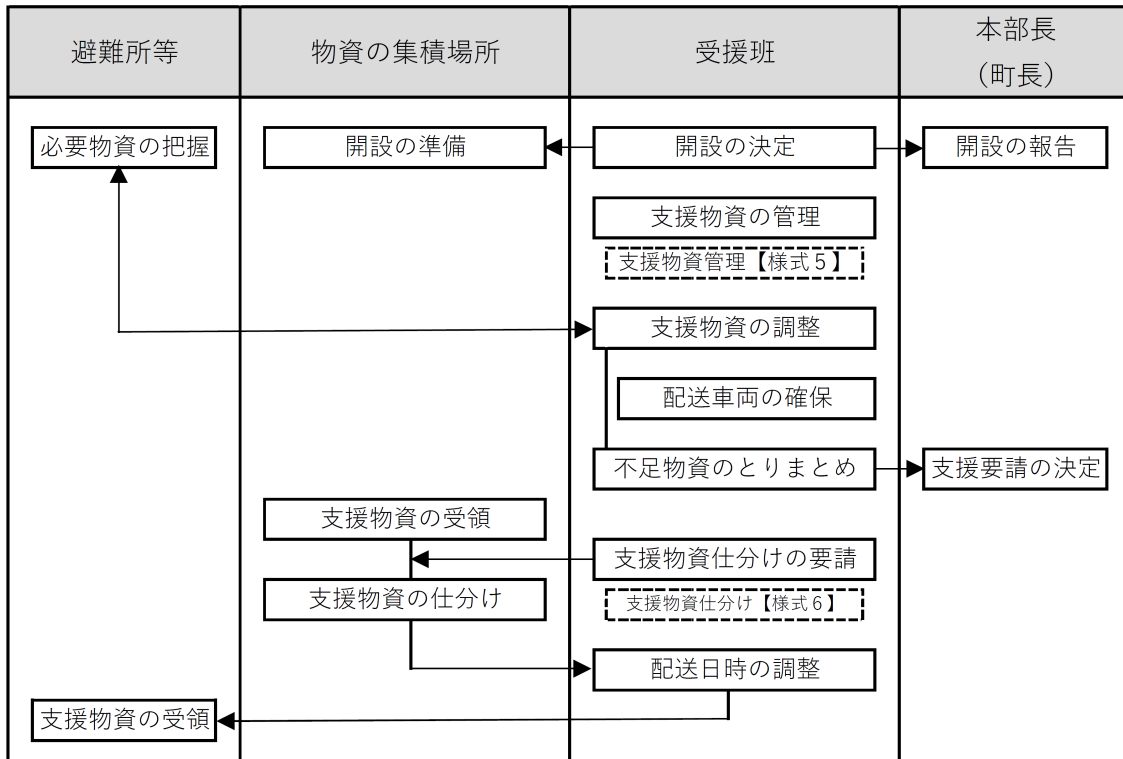 避難所等
物資の集積場所
受援班
本部長
（町長）
必要物資の把握
開設の準備
開設の決定
開設の報告
支援物資の管理
支援物資管理【様式５】
支援物資の調整
配送車両の確保
不足物資のとりまとめ
支援要請の決定
支援物資の受領
支援物資仕分けの要請
支援物資の仕分け
支援物資仕分け【様式６】
配送日時の調整
支援物資の受領